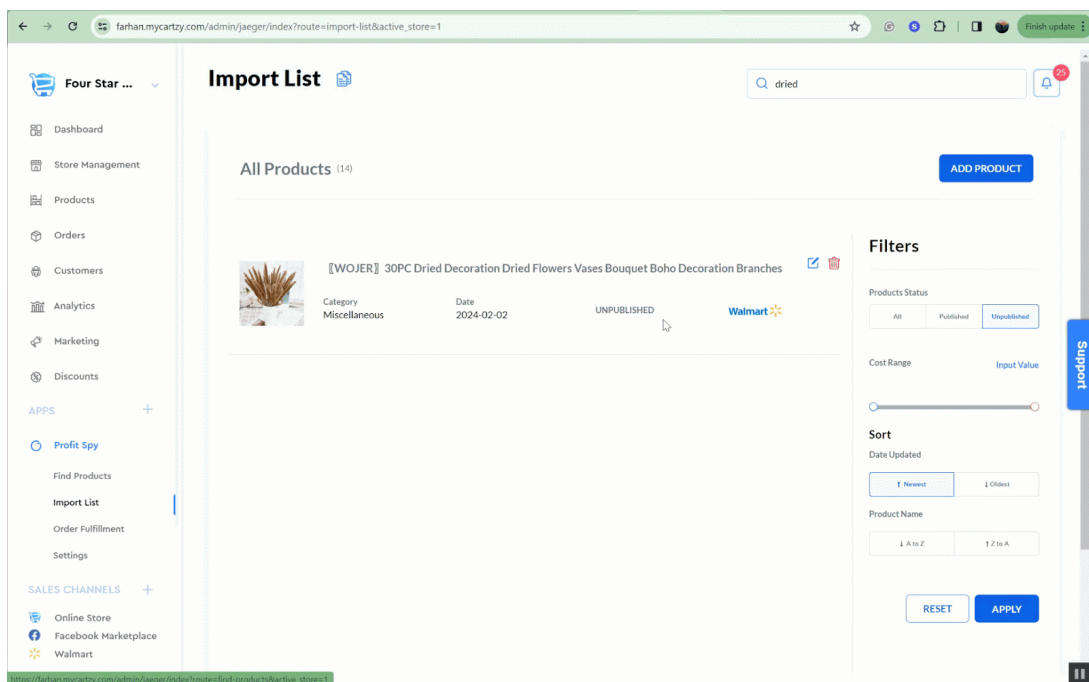 farhan.mycartzy.com/admin/jaeger/index?route=import-list&active_store=1
Finish update
Four Star ...
Import List
dried
25
Dashboard
Store Management
Products
Orders
Customers
Analytics
Marketing
Discounts
APPS
Profit Spy
Find Products
Import List
Order Fulfillment
Settings
SALES CHANNELS
Online Store
Facebook Marketplace
Walmart
All Products (14)
ADD PRODUCT
〖WOJER〗 30PC Dried Decoration Dried Flowers Vases Bouquet Boho Decoration Branches
Category
Miscellaneous
Date
2024-02-02
UNPUBLISHED
Walmart
Filters
Products Status
All Published Unpublished
Cost Range Input Value
Sort
Date Updated
↑ Newest ↓ Oldest
Product Name
↓ A to Z ↑ Z to A
RESET APPLY
Support
https://farhan.mycartzy.com/admin/jaeger/index?route=find-products&active_store=1